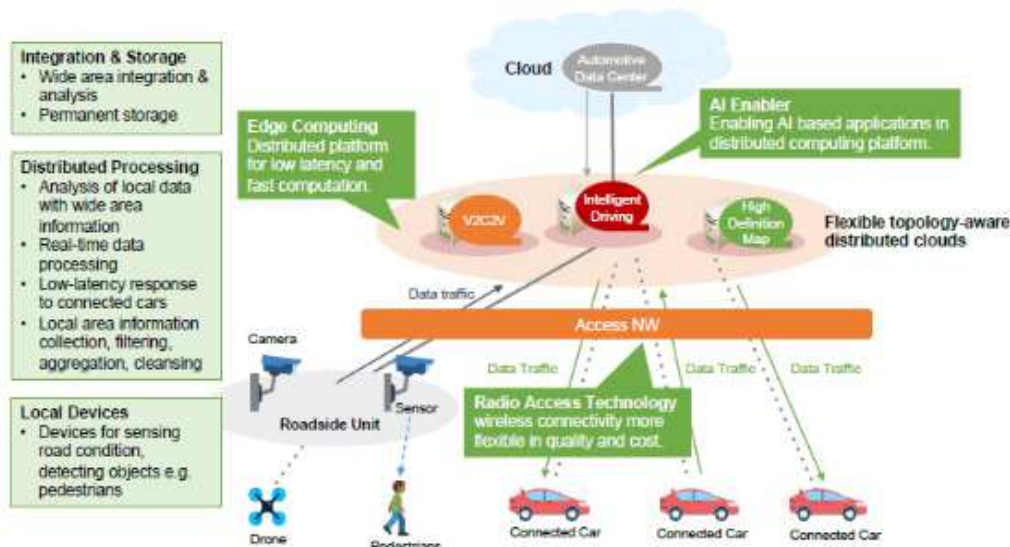 Integration & Storage
• Wide area integration &
analysis
• Permanent storage
Distributed Processing
• Analysis of local data
with wide area
information
• Real-time data
processing
• Low-latency response
to connected cars
• Local area information
collection, filtering,
aggregation, cleansing
Local Devices
• Devices for sensing
road condition,
detecting objects e.g.
pedestrians
Cloud
Automotive
Data Center
Edge Computing
Distributed platform
for low latency and
fast computation.
AI Enabler
Enabling AI based applications in
distributed computing platform.
V2C2V
Intelligent
Driving
High
Definition
Map
Flexible topology-aware
distributed clouds
Data traffic
Access NW
Camera
Sensor
Roadside Unit
Data Traffic
Data Traffic
Data Traffic
Radio Access Technology
wireless connectivity more
flexible in quality and cost.
Drone
Pedestrians
Connected Car
Connected Car
Connected Car